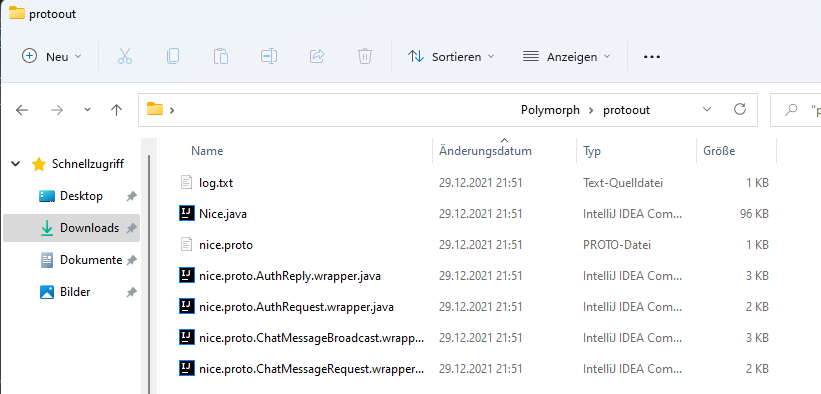 protoout
Neu
Sortieren
Anzeigen
Polymorph > protoout
"p
Schnellzugriff
Desktop
Downloads
Dokumente
Bilder
Name Änderungsdatum Typ Größe
log.txt 29.12.2021 21:51 Text-Quelldatei 1 KB
Nice.java 29.12.2021 21:51 IntelliJ IDEA Com... 96 KB
nice.proto 29.12.2021 21:51 PROTO-Datei 1 KB
nice.proto.AuthReply.wrapper.java 29.12.2021 21:51 IntelliJ IDEA Com... 3 KB
nice.proto.AuthRequest.wrapper.java 29.12.2021 21:51 IntelliJ IDEA Com... 2 KB
nice.proto.ChatMessageBroadcast.wrapp... 29.12.2021 21:51 IntelliJ IDEA Com... 3 KB
nice.proto.ChatMessageRequest.wrapper... 29.12.2021 21:51 IntelliJ IDEA Com... 2 KB